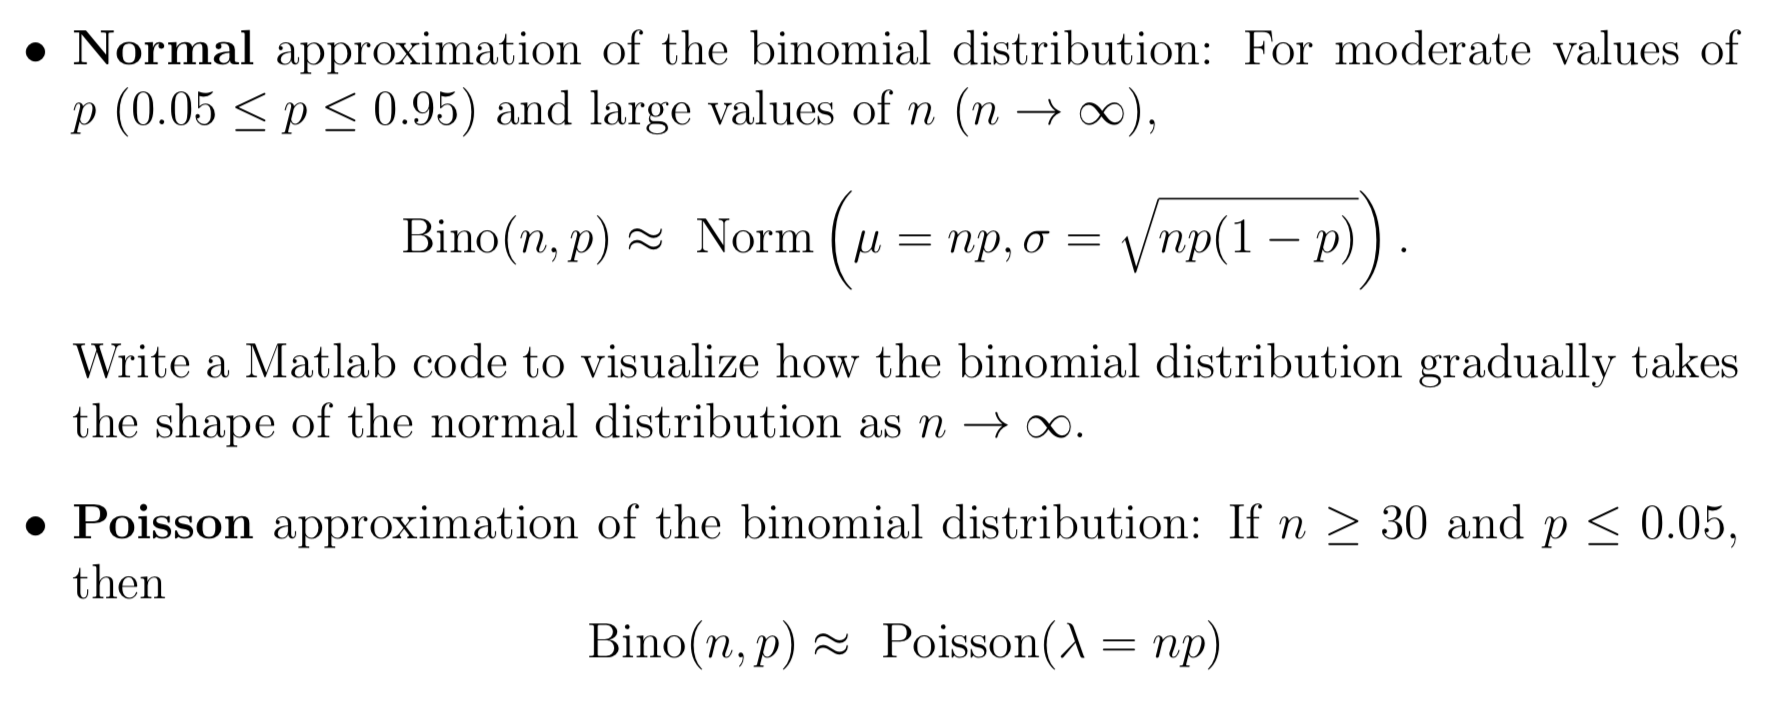 • Normal approximation of the binomial distribution: For moderate values of
p (0.05 ≤ p ≤ 0.95) and large values of n (n → ∞),
Bino(n, p) ≈ Norm (μ = np, σ = √np(1 − p)) .
Write a Matlab code to visualize how the binomial distribution gradually takes
the shape of the normal distribution as n → ∞.
• Poisson approximation of the binomial distribution: If n ≥ 30 and p ≤ 0.05,
then
Bino(n, p) ≈ Poisson(λ = np)